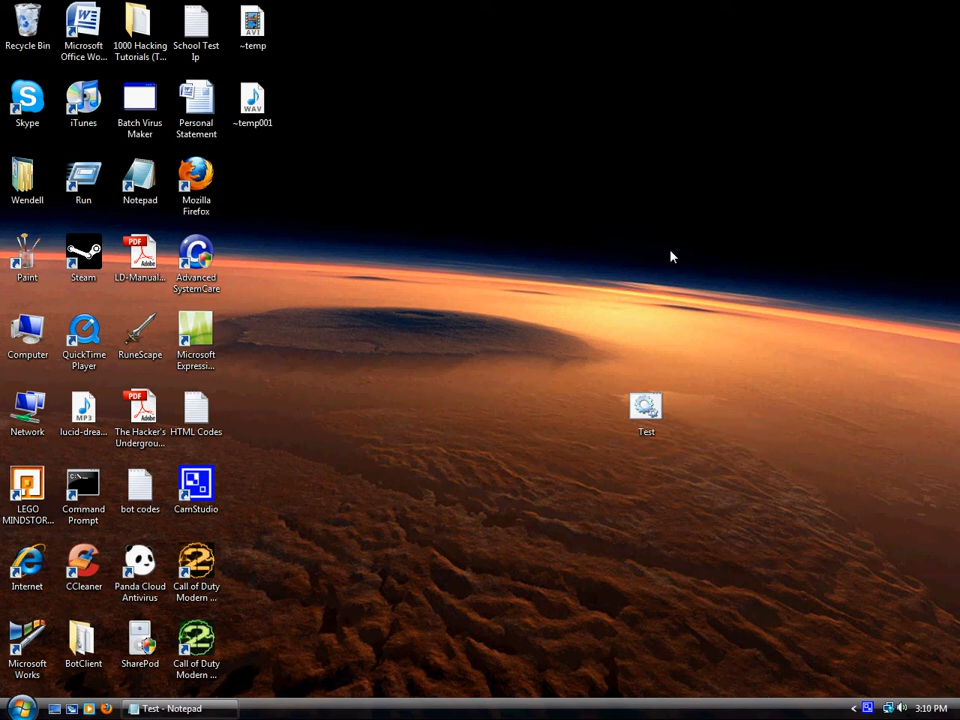 Recycle Bin
Microsoft
Office Wo...
1000 Hacking
Tutorials (T...
School Test
Ip
~temp
Skype
iTunes
Batch Virus
Maker
Personal
Statement
~temp001
Wendell
Run
Notepad
Mozilla
Firefox
Paint
Steam
LD-Manual...
Advanced
SystemCare
Computer
QuickTime
Player
RuneScape
Microsoft
Expressi...
Network
lucid-drea...
The Hacker's
Undergrou...
HTML Codes
Test
LEGO
MINDSTOR...
Command
Prompt
bot codes
CamStudio
Internet
CCleaner
Panda Cloud
Antivirus
Call of Duty
Modern ...
Microsoft
Works
BotClient
SharePod
Call of Duty
Modern ...
Test - Notepad
3:10 PM